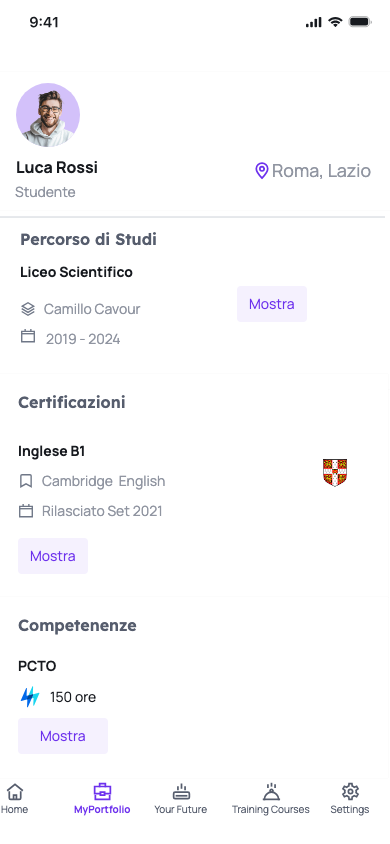 9:41
Luca Rossi
Roma, Lazio
Studente
Percorso di Studi
Liceo Scientifico
Camillo Cavour
Mostra
2019 - 2024
Certificazioni
Inglese B1
Cambridge English
Rilasciato Set 2021
Mostra
Competenenze
PCTO
150 ore
Mostra
Home MyPortfolio Your Future Training Courses Settings